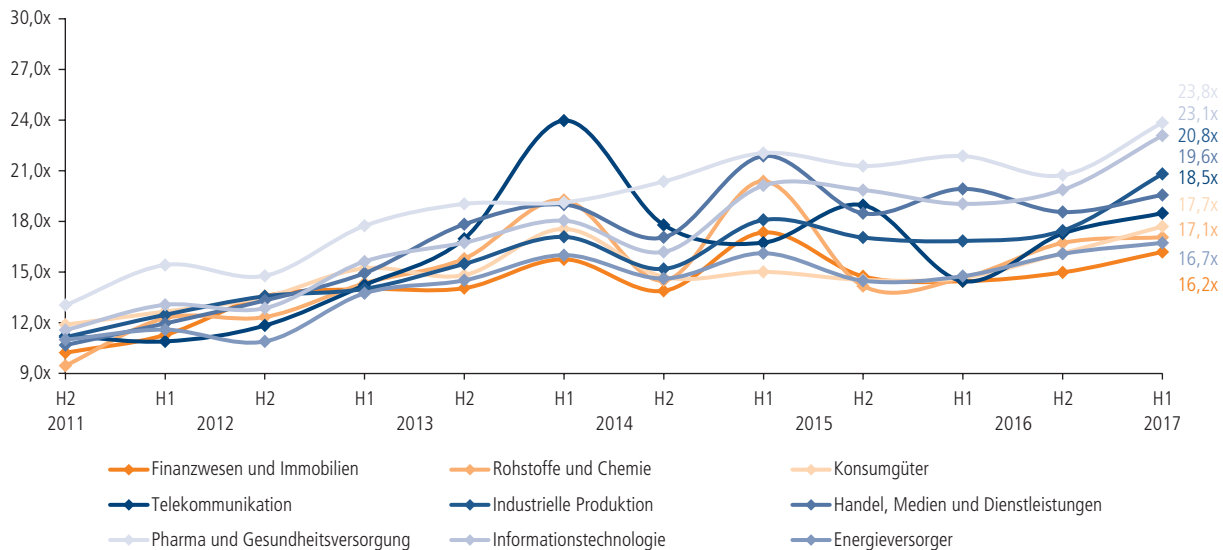 30,0x
27,0x
24,0x
21,0x
18,0x
15,0x
12,0x
9,0x
23,8x
23,1x
20,8x
19,6x
18,5x
17,7x
17,1x
16,7x
16,2x
H2 H1 H2 H1 H2 H1 H2 H1 H2 H1 H2 H1
2011 2012 2013 2014 2015 2016 2017
Finanzwesen und Immobilien Rohstoffe und Chemie Konsumgüter
Telekommunikation Industrielle Produktion Handel, Medien und Dienstleistungen
Pharma und Gesundheitsversorgung Informationstechnologie Energieversorger